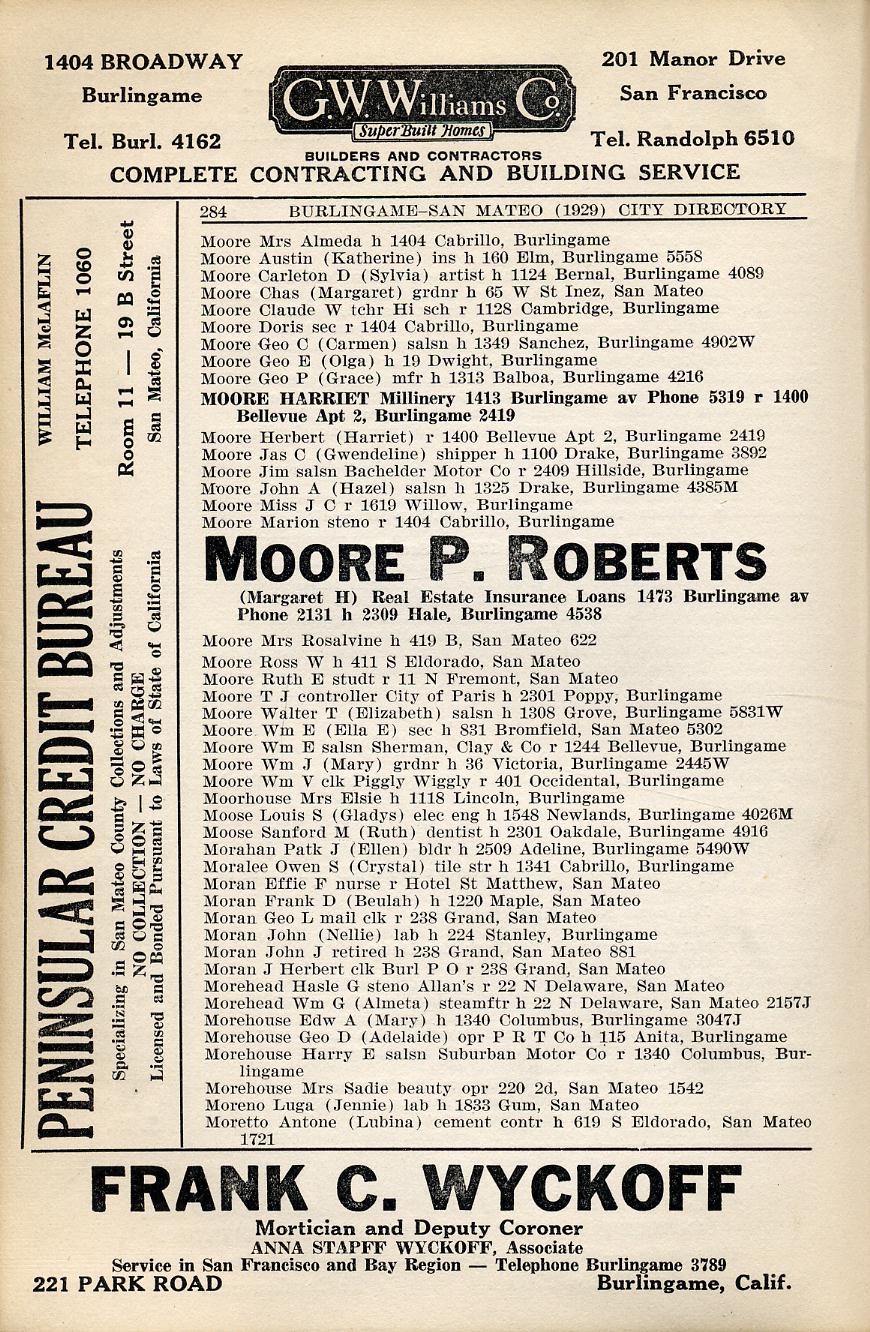 1404 BROADWAY
Burlingame
Tel. Burl. 4162
G.W. Williams Co.
Super Built Homes
BUILDERS AND CONTRACTORS
201 Manor Drive
San Francisco
Tel. Randolph 6510
COMPLETE CONTRACTING AND BUILDING SERVICE
PENINSULAR CREDIT BUREAU
WILLIAM McLAFLIN
TELEPHONE 1060
Specializing in San Mateo County Collections and Adjustments
NO COLLECTION — NO CHARGE
Licensed and Bonded Pursuant to Laws of State of California
Room 11 — 19 B Street
San Mateo, California
284 BURLINGAME-SAN MATEO (1929) CITY DIRECTORY
Moore Mrs Almeda h 1404 Cabrillo, Burlingame
Moore Austin (Katherine) ins h 160 Elm, Burlingame 5558
Moore Carleton D (Sylvia) artist h 1124 Bernal, Burlingame 4089
Moore Chas (Margaret) grdnr h 65 W St Inez, San Mateo
Moore Claude W tchr Hi sch r 1128 Cambridge, Burlingame
Moore Doris sec r 1404 Cabrillo, Burlingame
Moore Geo C (Carmen) salsn h 1349 Sanchez, Burlingame 4902W
Moore Geo E (Olga) h 19 Dwight, Burlingame
Moore Geo P (Grace) mfr h 1313 Balboa, Burlingame 4216
MOORE HARRIET Millinery 1413 Burlingame av Phone 5319 r 1400
Bellevue Apt 2, Burlingame 2419
Moore Herbert (Harriet) r 1400 Bellevue Apt 2, Burlingame 2419
Moore Jas C (Gwendeline) shipper h 1100 Drake, Burlingame 3892
Moore Jim salsn Bachelder Motor Co r 2409 Hillside, Burlingame
Moore John A (Hazel) salsn h 1325 Drake, Burlingame 4385M
Moore Miss J C r 1619 Willow, Burlingame
Moore Marion steno r 1404 Cabrillo, Burlingame
MOORE P. ROBERTS
(Margaret H) Real Estate Insurance Loans 1473 Burlingame av
Phone 2131 h 2309 Hale, Burlingame 4538
Moore Mrs Rosalvine h 419 B, San Mateo 622
Moore Ross W h 411 S Eldorado, San Mateo
Moore Ruth E studt r 11 N Fremont, San Mateo
Moore T J controller City of Paris h 2301 Poppy, Burlingame
Moore Walter T (Elizabeth) salsn h 1308 Grove, Burlingame 5831W
Moore Wm E (Ella E) sec h 831 Bromfield, San Mateo 5302
Moore Wm E salsn Sherman, Clay & Co r 1244 Bellevue, Burlingame
Moore Wm J (Mary) grdnr h 36 Victoria, Burlingame 2445W
Moore Wm V clk Piggly Wiggly r 401 Occidental, Burlingame
Moorhouse Mrs Elsie h 1118 Lincoln, Burlingame
Moose Louis S (Gladys) elec eng h 1548 Newlands, Burlingame 4026M
Moose Sanford M (Ruth) dentist h 2301 Oakdale, Burlingame 4916
Morahan Patk J (Ellen) bldr h 2509 Adeline, Burlingame 5490W
Moralee Owen S (Crystal) tile str h 1341 Cabrillo, Burlingame
Moran Effie F nurse r Hotel St Matthew, San Mateo
Moran Frank D (Beulah) h 1220 Maple, San Mateo
Moran Geo L mail clk r 238 Grand, San Mateo
Moran John (Nellie) lab h 224 Stanley, Burlingame
Moran John J retired h 238 Grand, San Mateo 881
Moran J Herbert clk Burl P O r 238 Grand, San Mateo
Morehead Hasle G steno Allan's r 22 N Delaware, San Mateo
Morehead Wm G (Almeta) steamftr h 22 N Delaware, San Mateo 2157J
Morehouse Edw A (Mary) h 1340 Columbus, Burlingame 3047J
Morehouse Geo D (Adelaide) opr P R T Co h 115 Anita, Burlingame
Morehouse Harry E salsn Suburban Motor Co r 1340 Columbus, Bur-
lingame
Morehouse Mrs Sadie beauty opr 220 2d, San Mateo 1542
Moreno Luga (Jennie) lab h 1833 Gum, San Mateo
Moretto Antone (Lubina) cement contr h 619 S Eldorado, San Mateo
1721
FRANK C. WYCKOFF
Mortician and Deputy Coroner
ANNA STAPFF WYCKOFF, Associate
Service in San Francisco and Bay Region — Telephone Burlingame 3789
221 PARK ROAD Burlingame, Calif.